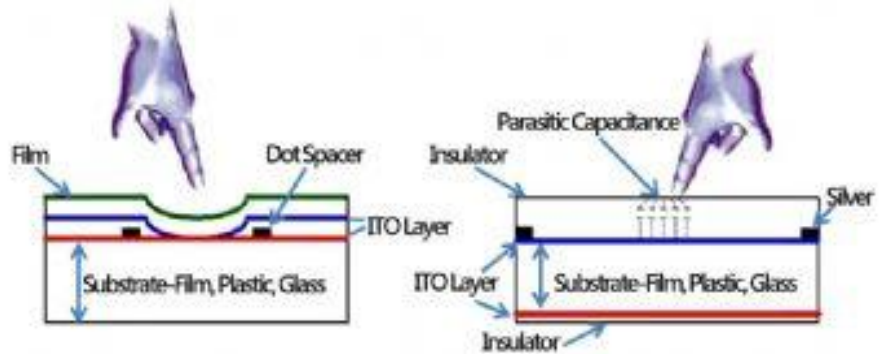 Film
Dot Spacer
ITO Layer
Substrate-Film, Plastic, Glass
Parasitic Capacitance
Insulator
Silver
ITO Layer
Substrate-Film, Plastic, Glass
Insulator